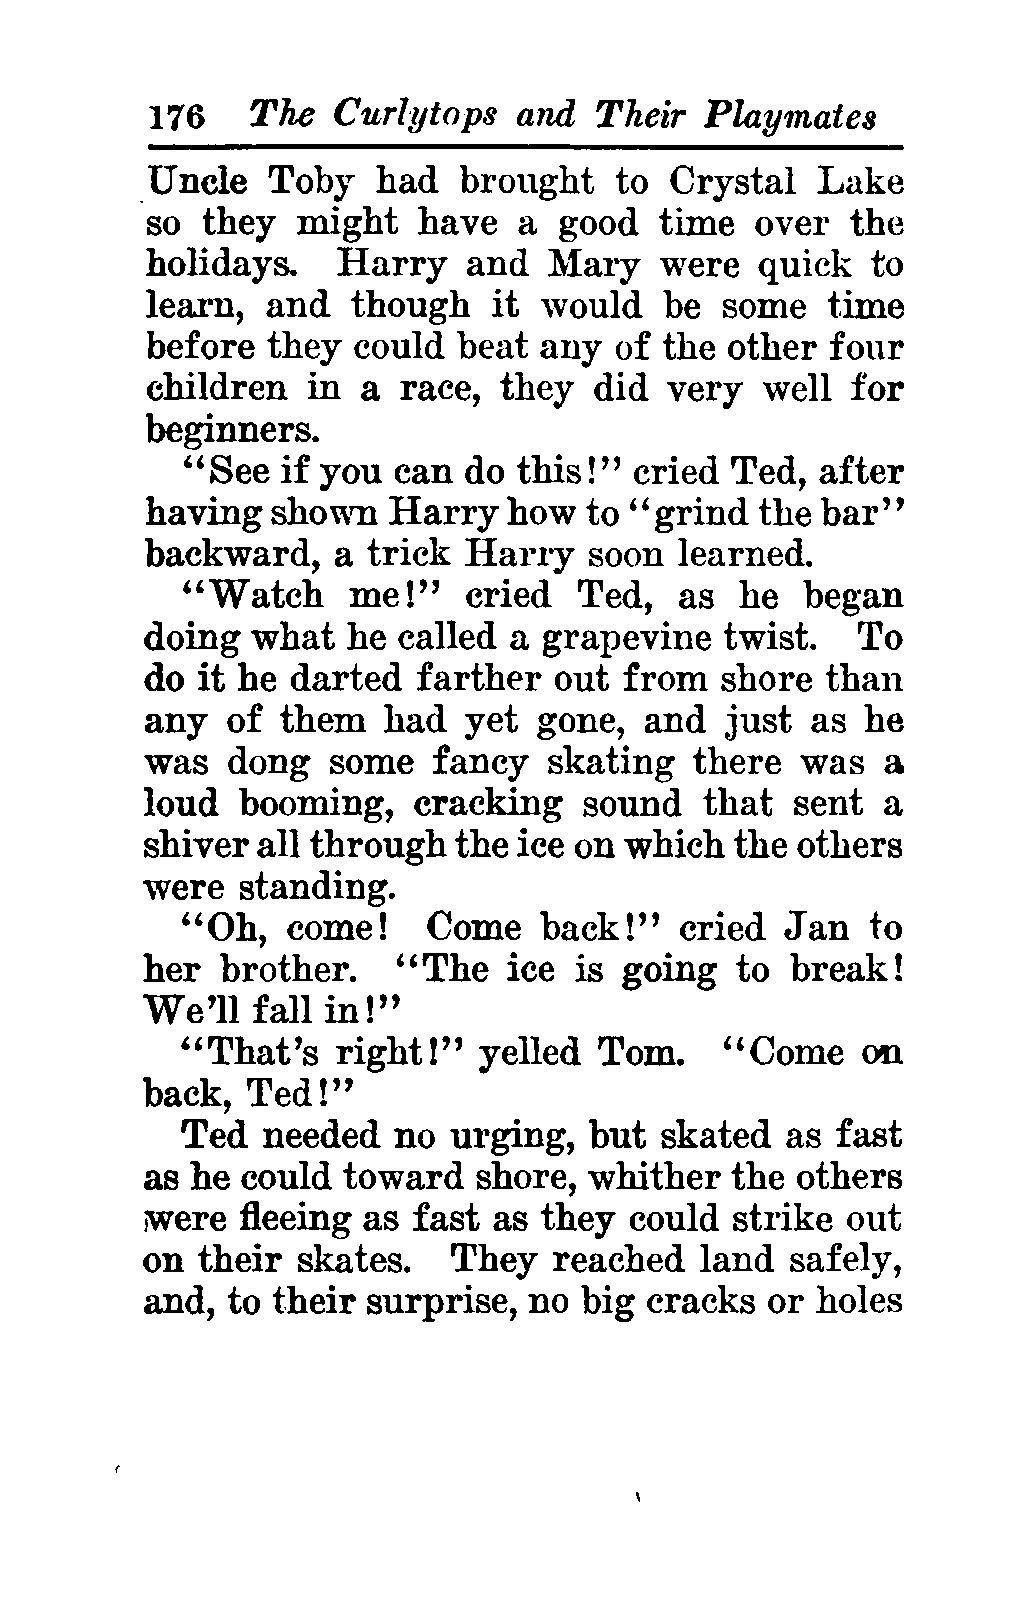 176 The Curlytops and Their Playmates
Uncle Toby had brought to Crystal Lake
so they might have a good time over the
holidays. Harry and Mary were quick to
learn, and though it would be some time
before they could beat any of the other four
children in a race, they did very well for
beginners.
“See if you can do this!” cried Ted, after
having shown Harry how to “grind the bar”
backward, a trick Harry soon learned.
“Watch me!” cried Ted, as he began
doing what he called a grapevine twist. To
do it he darted farther out from shore than
any of them had yet gone, and just as he
was dong some fancy skating there was a
loud booming, cracking sound that sent a
shiver all through the ice on which the others
were standing.
“Oh, come! Come back!” cried Jan to
her brother. “The ice is going to break!
We’ll fall in!”
“That’s right!” yelled Tom. “Come on
back, Ted!”
Ted needed no urging, but skated as fast
as he could toward shore, whither the others
were fleeing as fast as they could strike out
on their skates. They reached land safely,
and, to their surprise, no big cracks or holes